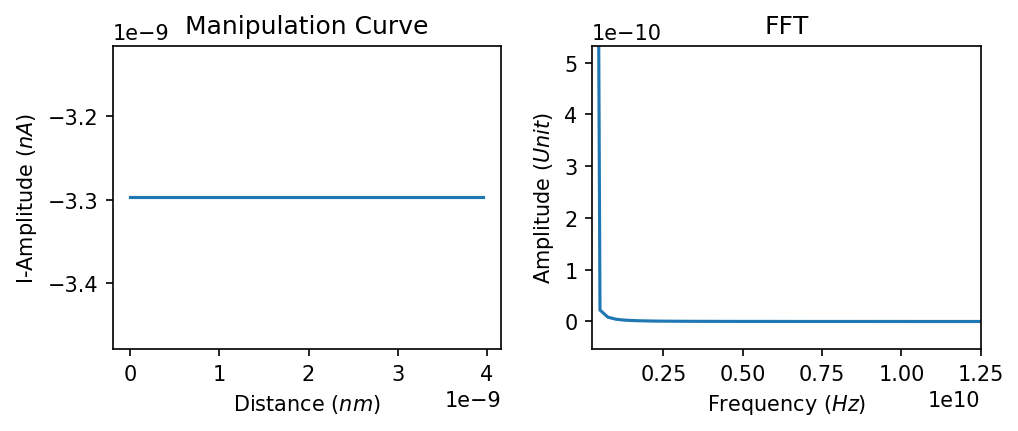 Manipulation Curve
1e−9
−3.2
−3.3
−3.4
I-Amplitude (nA)
0 1 2 3 4
1e−9
Distance (nm)
FFT
1e−10
5
4
3
2
1
0
Amplitude (Unit)
0.25 0.50 0.75 1.00 1.25
1e10
Frequency (Hz)